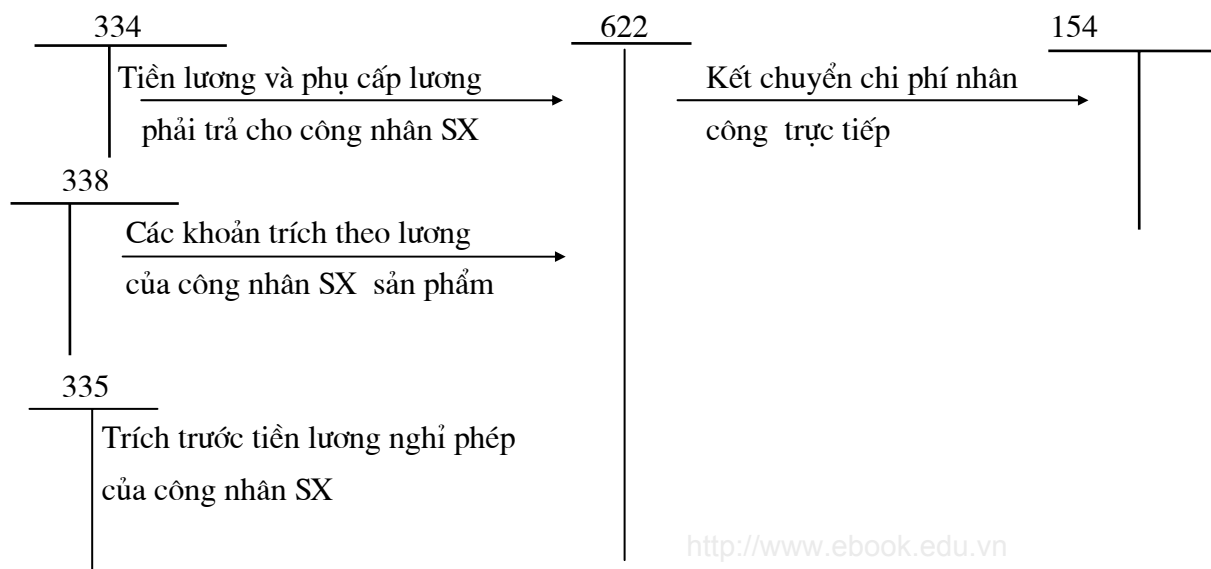 334
622
154
Tiền lương và phụ cấp lương
phải trả cho công nhân SX
Kết chuyển chi phí nhân
công trực tiếp
338
Các khoản trích theo lương
của công nhân SX sản phẩm
335
Trích trước tiền lương nghỉ phép
của công nhân SX
http://www.ebook.edu.vn